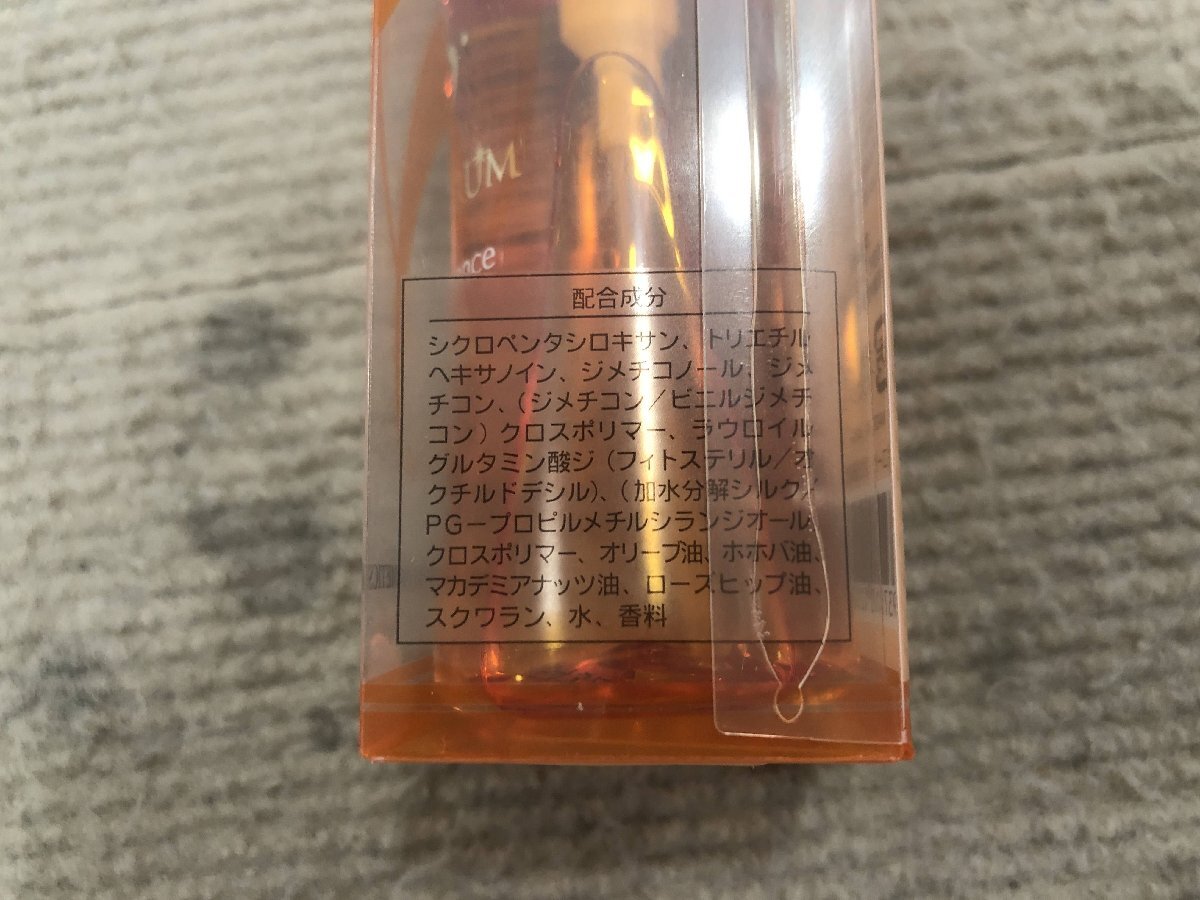 UM
nce
配合成分
シクロペンタシロキサン、トリエチル
ヘキサノイン、ジメチコノール、ジメ
チコン、(ジメチコン/ビニルジメチ
コン)クロスポリマー、ラウロイル
グルタミン酸ジ(フィトステリル/オ
クチルドデシル)、(加水分解シルク/
PG-プロピルメチルシランジオール)
クロスポリマー、オリーブ油、ホホバ油、
マカデミアナッツ油、ローズヒップ油、
スクワラン、水、香料